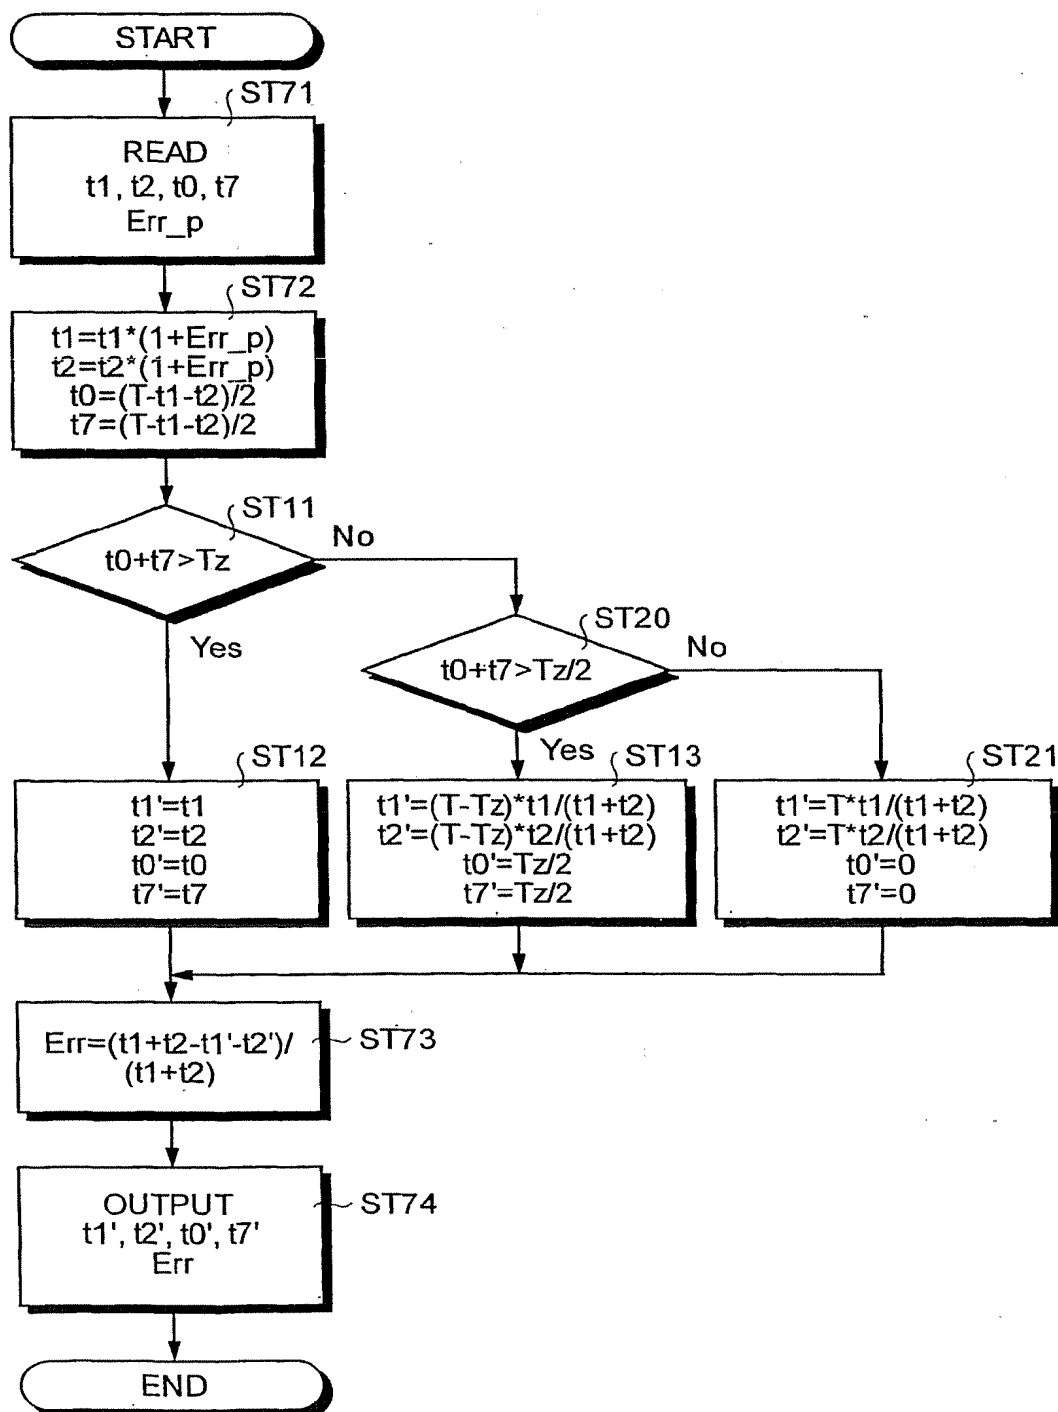 START
ST71
READ
t1, t2, t0, t7
Err_p
ST72
t1=t1*(1+Err_p)
t2=t2*(1+Err_p)
t0=(T-t1-t2)/2
t7=(T-t1-t2)/2
ST11
t0+t7>Tz
No
Yes
ST20
t0+t7>Tz/2
No
Yes
ST12
t1'=t1
t2'=t2
t0'=t0
t7'=t7
ST13
t1'=(T-Tz)*t1/(t1+t2)
t2'=(T-Tz)*t2/(t1+t2)
t0'=Tz/2
t7'=Tz/2
ST21
t1'=T*t1/(t1+t2)
t2'=T*t2/(t1+t2)
t0'=0
t7'=0
Err=(t1+t2-t1'-t2')/
(t1+t2)
ST73
OUTPUT
t1', t2', t0', t7'
Err
ST74
END